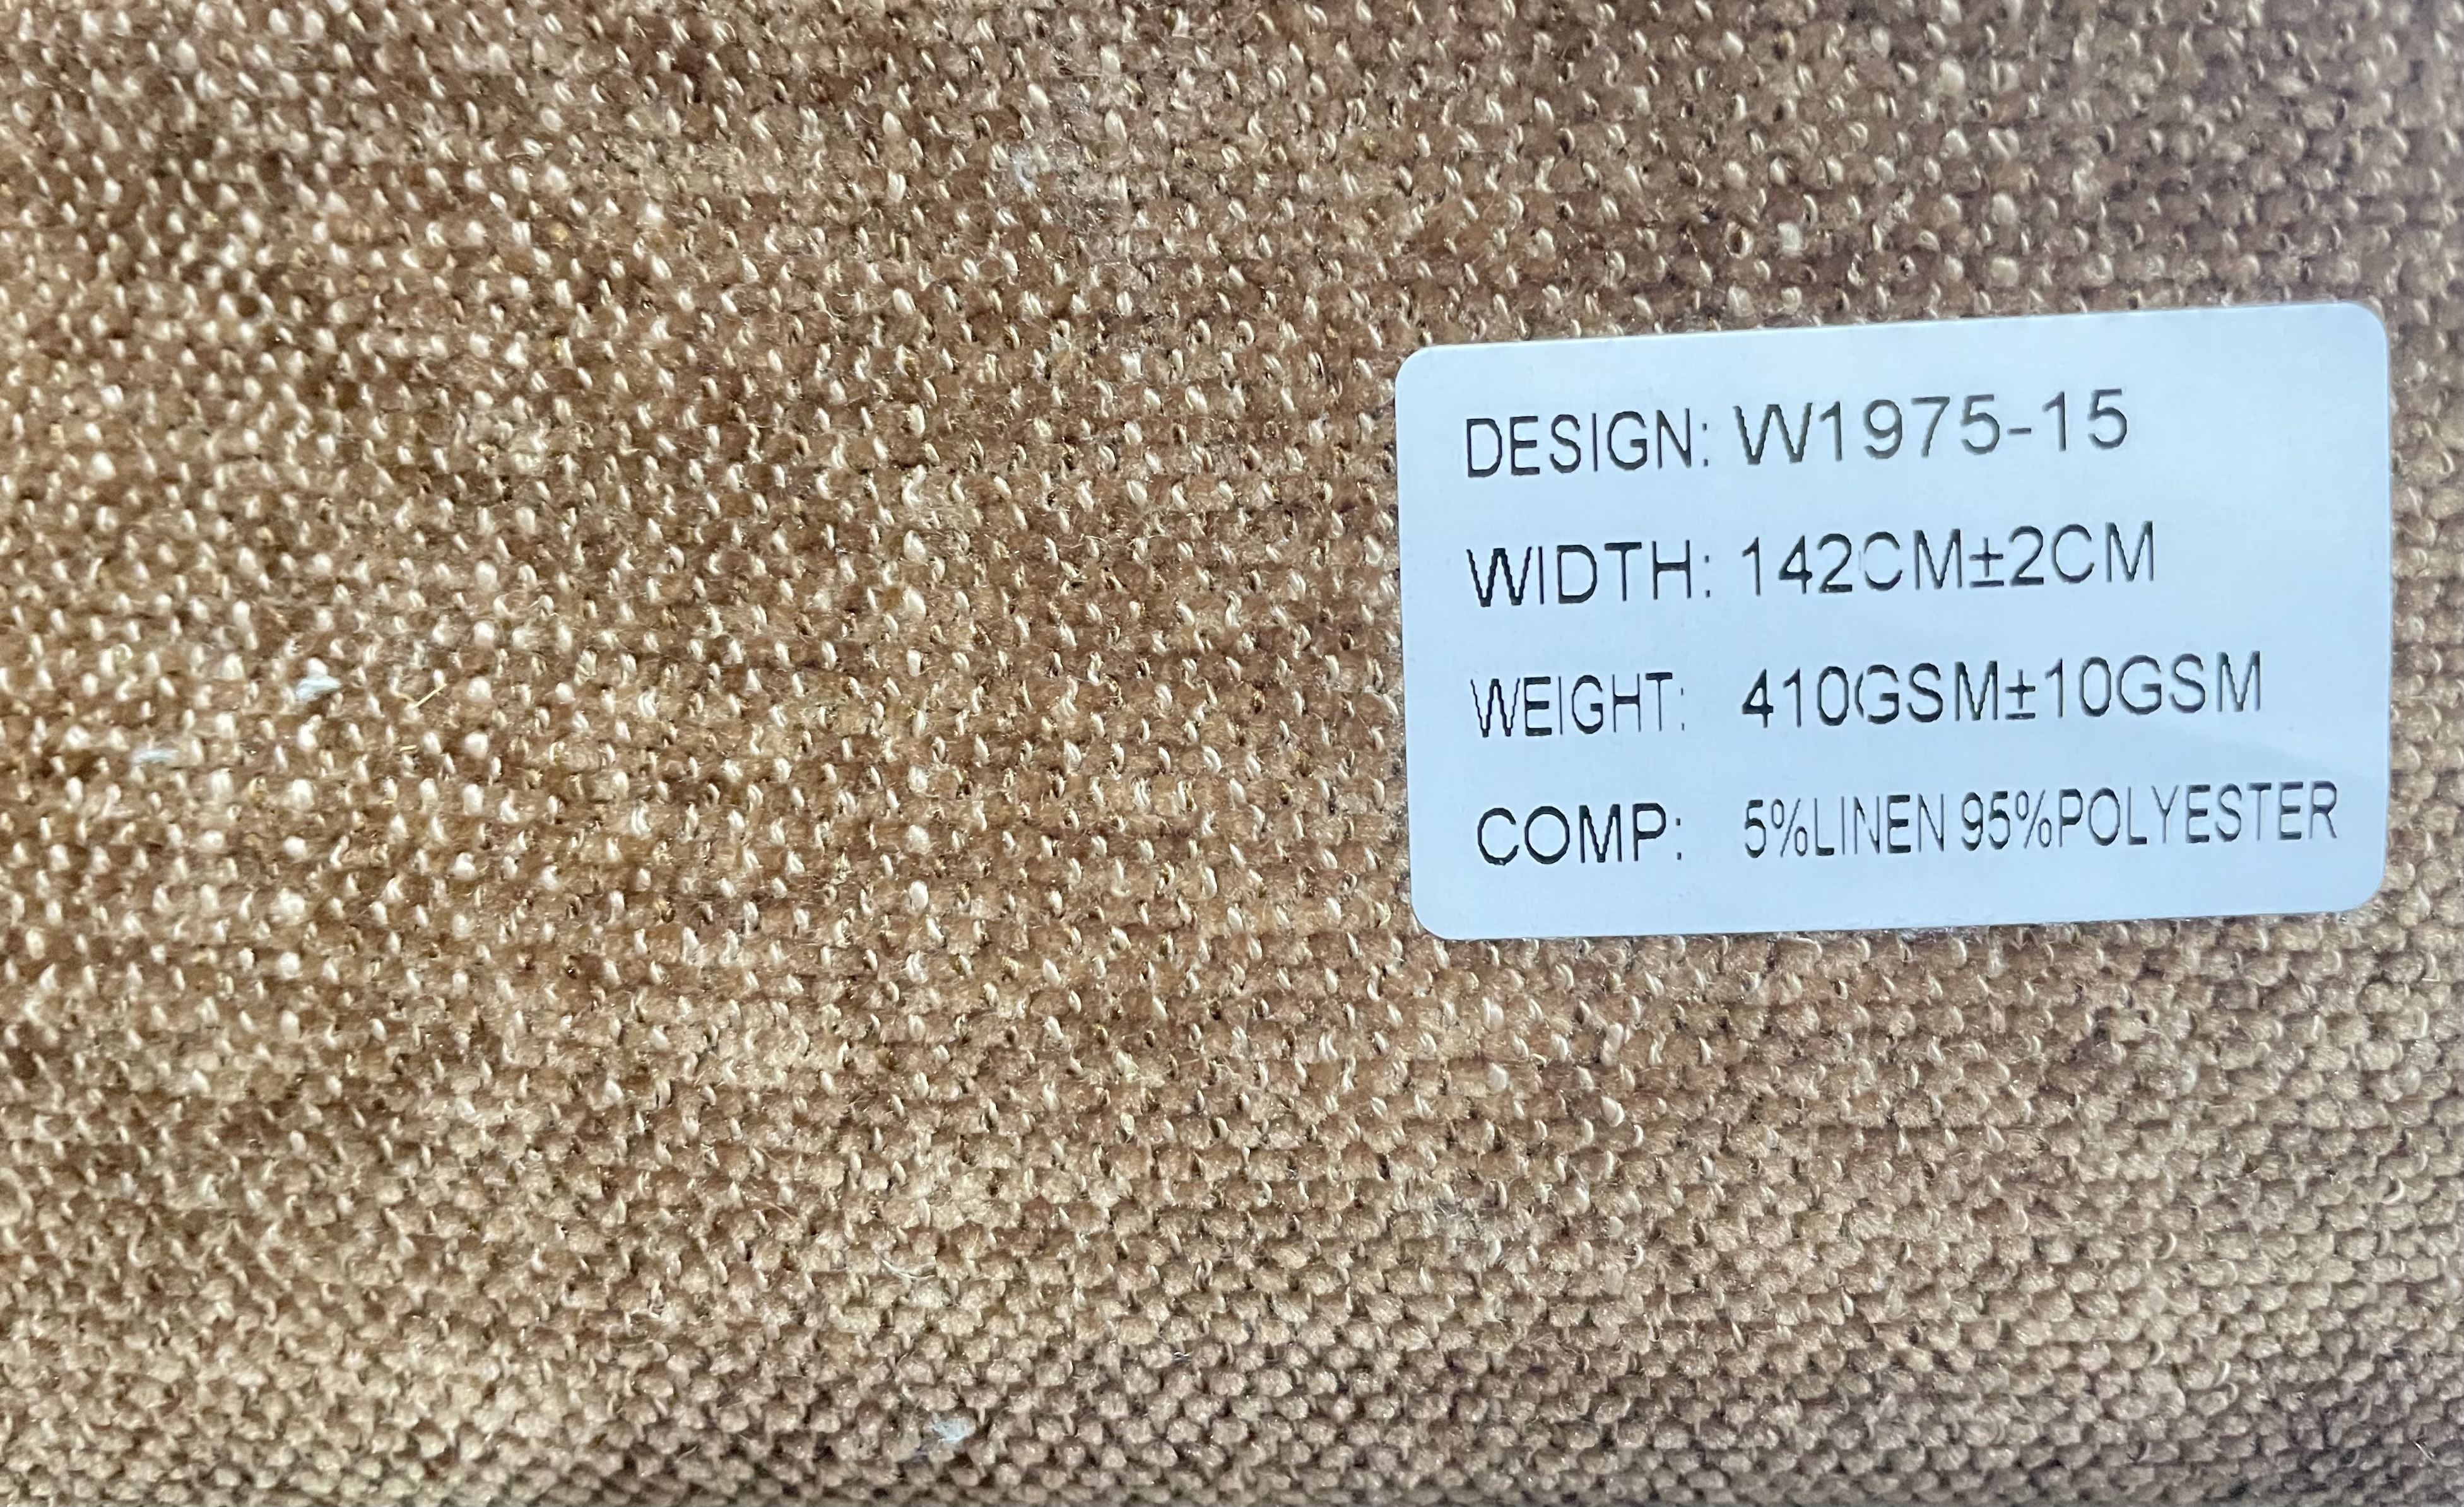 DESIGN: W1975-15
WIDTH: 142CM±2CM
WEIGHT: 410GSM±10GSM
COMP: 5%LINEN 95%POLYESTER